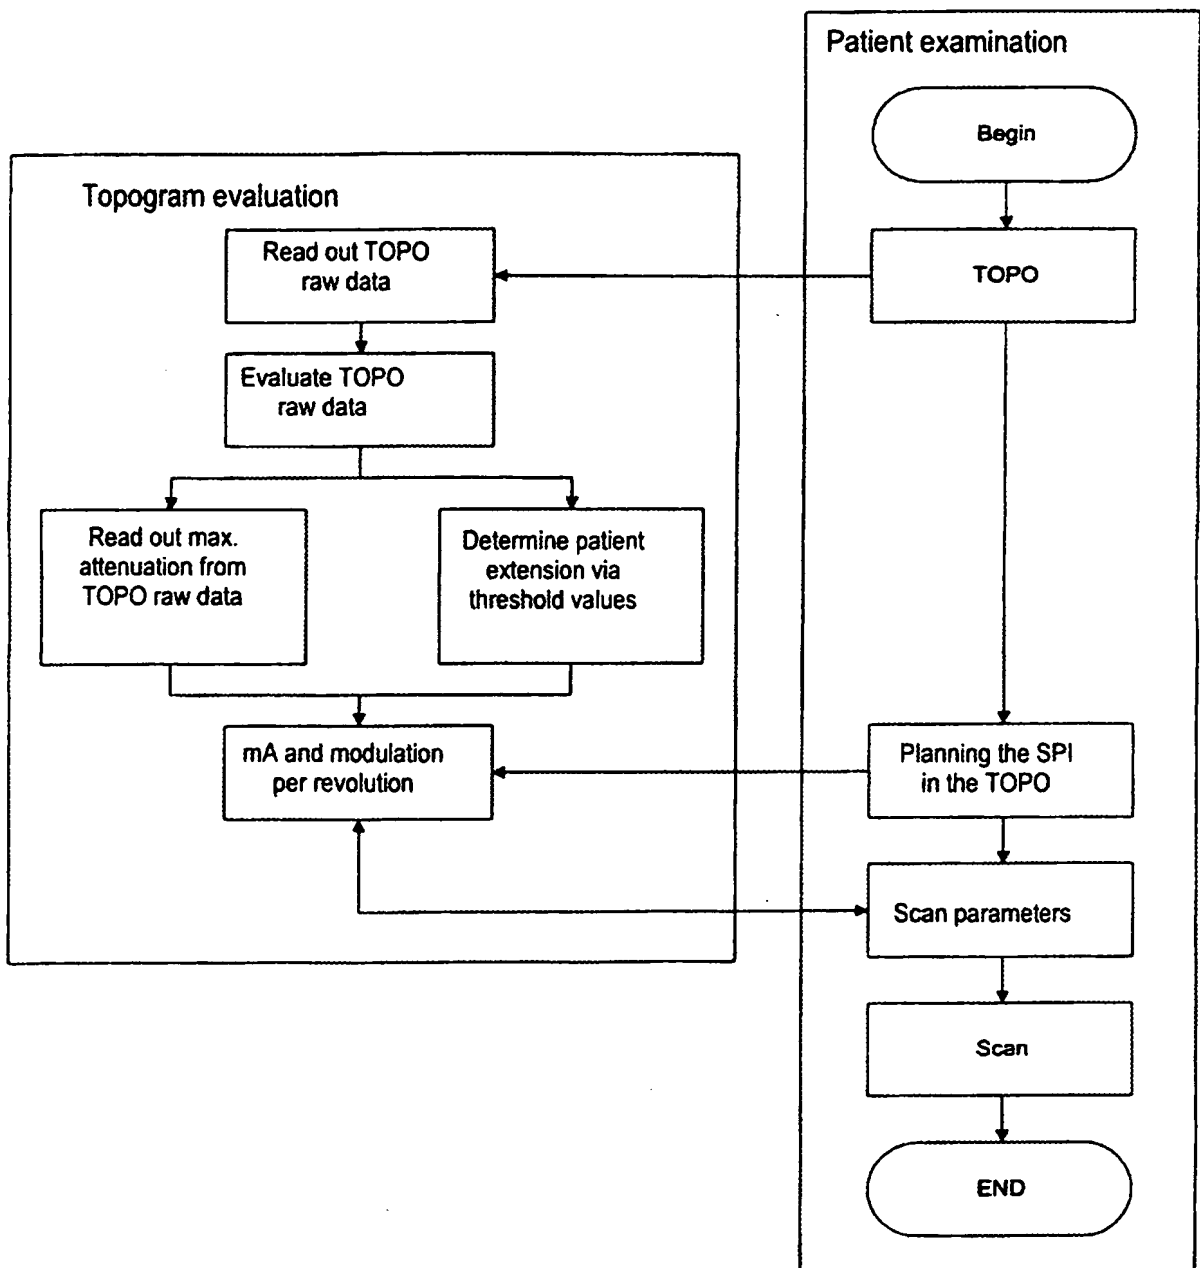 Patient examination
Begin
TOPO
Topogram evaluation
Read out TOPO
raw data
Evaluate TOPO
raw data
Read out max.
attenuation from
TOPO raw data
Determine patient
extension via
threshold values
mA and modulation
per revolution
Planning the SPI
in the TOPO
Scan parameters
Scan
END